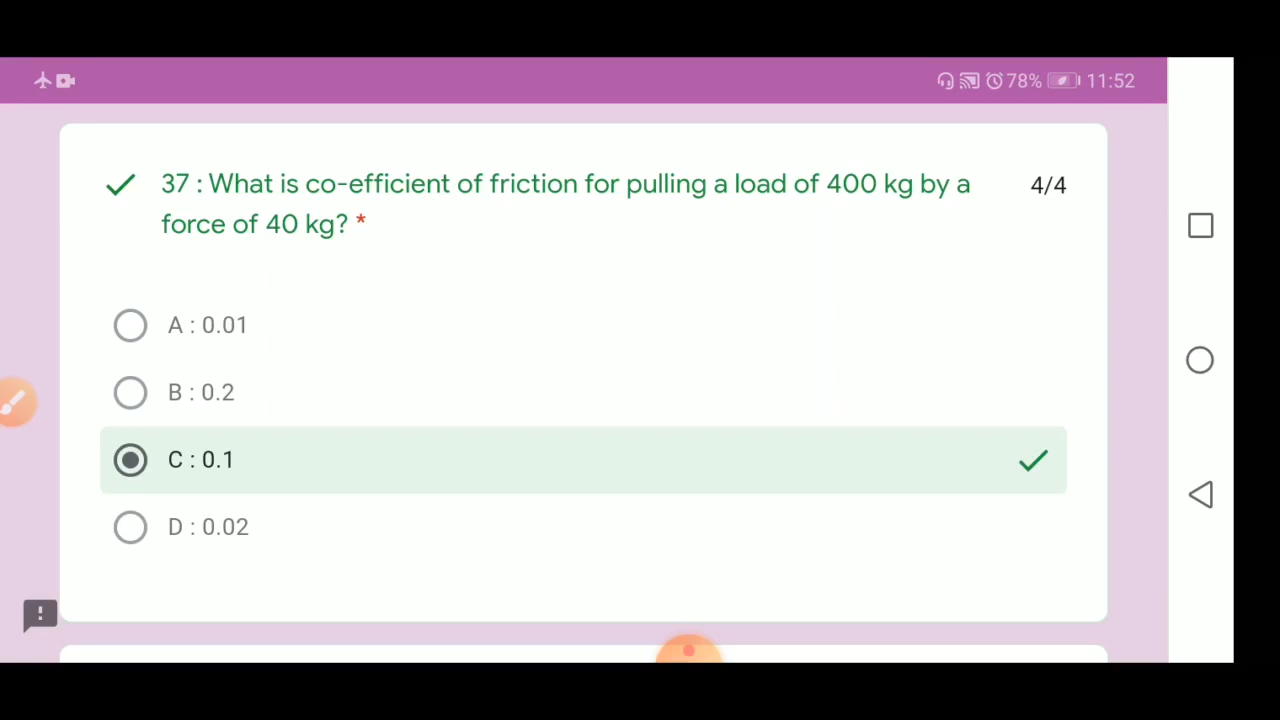 78% 11:52
37 : What is co-efficient of friction for pulling a load of 400 kg by a 4/4
force of 40 kg? *
A : 0.01
B : 0.2
C : 0.1
D : 0.02